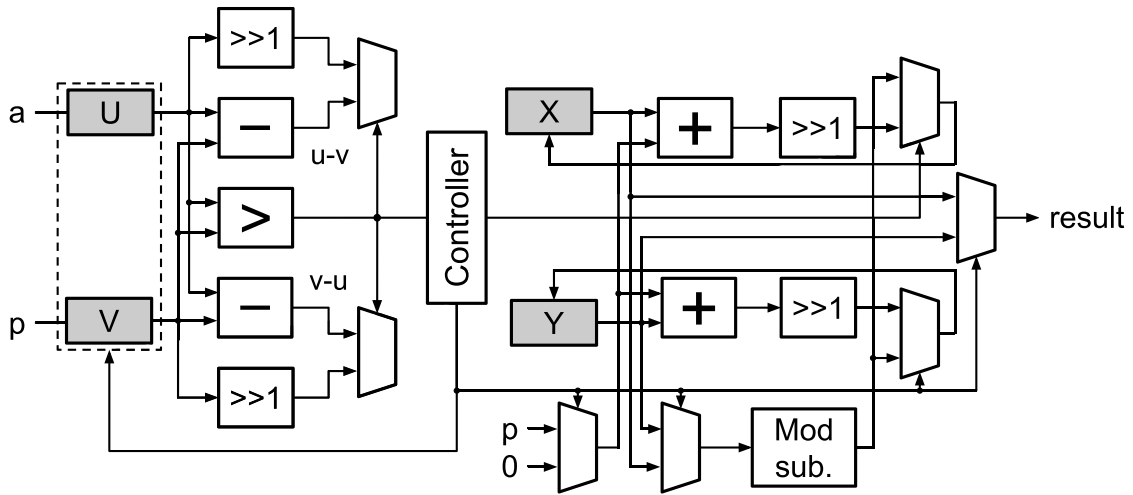 a
U
>>1
−
u-v
>
v-u
−
p
V
>>1
Controller
X
+
>>1
result
Y
+
>>1
p
0
Mod
sub.